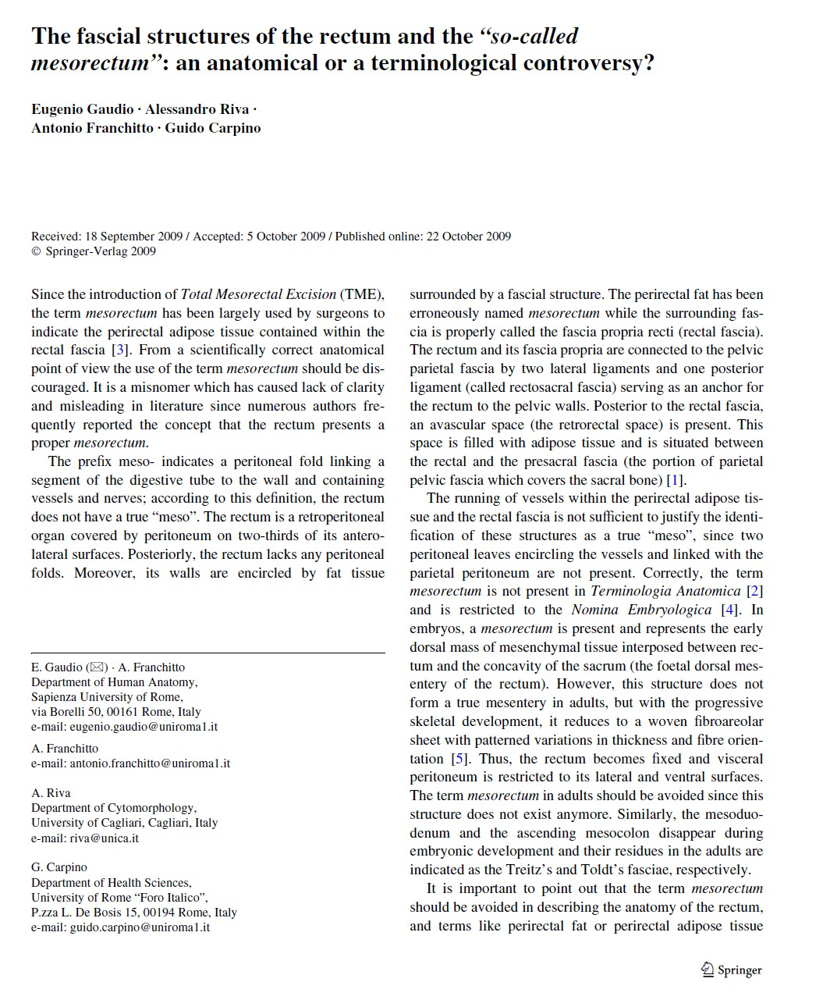 The fascial structures of the rectum and the “so-called
mesorectum”: an anatomical or a terminological controversy?
Eugenio Gaudio · Alessandro Riva ·
Antonio Franchitto · Guido Carpino
Received: 18 September 2009 / Accepted: 5 October 2009 / Published online: 22 October 2009
© Springer-Verlag 2009
Since the introduction of Total Mesorectal Excision (TME),
the term mesorectum has been largely used by surgeons to
indicate the perirectal adipose tissue contained within the
rectal fascia [3]. From a scientifically correct anatomical
point of view the use of the term mesorectum should be dis-
couraged. It is a misnomer which has caused lack of clarity
and misleading in literature since numerous authors fre-
quently reported the concept that the rectum presents a
proper mesorectum.
The prefix meso- indicates a peritoneal fold linking a
segment of the digestive tube to the wall and containing
vessels and nerves; according to this definition, the rectum
does not have a true “meso”. The rectum is a retroperitoneal
organ covered by peritoneum on two-thirds of its antero-
lateral surfaces. Posteriorly, the rectum lacks any peritoneal
folds. Moreover, its walls are encircled by fat tissue
E. Gaudio (✉) · A. Franchitto
Department of Human Anatomy,
Sapienza University of Rome,
via Borelli 50, 00161 Rome, Italy
e-mail: eugenio.gaudio@uniroma1.it
A. Franchitto
e-mail: antonio.franchitto@uniroma1.it
A. Riva
Department of Cytomorphology,
University of Cagliari, Cagliari, Italy
e-mail: riva@unica.it
G. Carpino
Department of Health Sciences,
University of Rome “Foro Italico”,
P.zza L. De Bosis 15, 00194 Rome, Italy
e-mail: guido.carpino@uniroma1.it
surrounded by a fascial structure. The perirectal fat has been
erroneously named mesorectum while the surrounding fas-
cia is properly called the fascia propria recti (rectal fascia).
The rectum and its fascia propria are connected to the pelvic
parietal fascia by two lateral ligaments and one posterior
ligament (called rectosacral fascia) serving as an anchor for
the rectum to the pelvic walls. Posterior to the rectal fascia,
an avascular space (the retrorectal space) is present. This
space is filled with adipose tissue and is situated between
the rectal and the presacral fascia (the portion of parietal
pelvic fascia which covers the sacral bone) [1].
The running of vessels within the perirectal adipose tis-
sue and the rectal fascia is not sufficient to justify the identi-
fication of these structures as a true “meso”, since two
peritoneal leaves encircling the vessels and linked with the
parietal peritoneum are not present. Correctly, the term
mesorectum is not present in Terminologia Anatomica [2]
and is restricted to the Nomina Embryologica [4]. In
embryos, a mesorectum is present and represents the early
dorsal mass of mesenchymal tissue interposed between rec-
tum and the concavity of the sacrum (the foetal dorsal mes-
entery of the rectum). However, this structure does not
form a true mesentery in adults, but with the progressive
skeletal development, it reduces to a woven fibroareolar
sheet with patterned variations in thickness and fibre orien-
tation [5]. Thus, the rectum becomes fixed and visceral
peritoneum is restricted to its lateral and ventral surfaces.
The term mesorectum in adults should be avoided since this
structure does not exist anymore. Similarly, the mesoduo-
denum and the ascending mesocolon disappear during
embryonic development and their residues in the adults are
indicated as the Treitz’s and Toldt’s fasciae, respectively.
It is important to point out that the term mesorectum
should be avoided in describing the anatomy of the rectum,
and terms like perirectal fat or perirectal adipose tissue
Springer